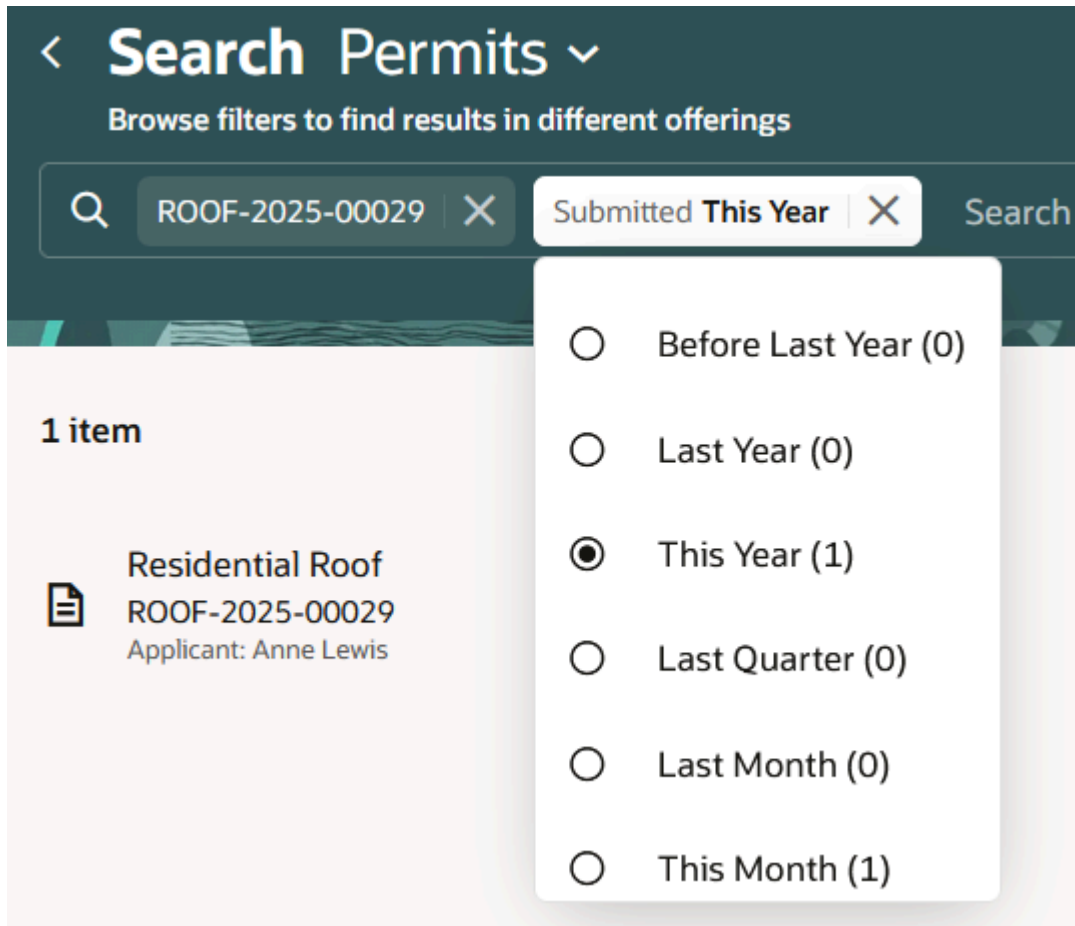 Search Permits
Browse filters to find results in different offerings
ROOF-2025-00029 Submitted This Year Search
Before Last Year (0)
1 item
Last Year (0)
This Year (1)
Residential Roof
ROOF-2025-00029
Applicant: Anne Lewis
Last Quarter (0)
Last Month (0)
This Month (1)